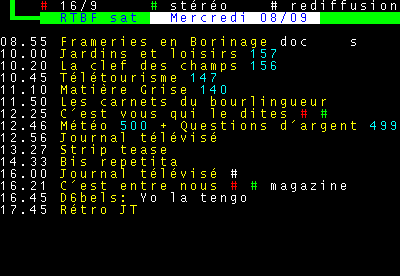 # 16/9 # stéréo # rediffusion
RTBF sat Mercredi 08/09
08.55 Frameries en Borinage doc s
10.00 Jardins et loisirs 157
10.20 La clef des champs 156
10.45 Télétourisme 147
11.10 Matière Grise 140
11.50 Les carnets du bourlingueur
12.25 C'est vous qui le dites # #
12.46 Météo 500 + Questions d'argent 499
12.56 Journal télévisé
13.27 Strip tease
14.33 Bis repetita
16.00 Journal télévisé #
16.21 C'est entre nous # # magazine
16.45 D6bels: Yo la tengo
17.45 Rétro JT